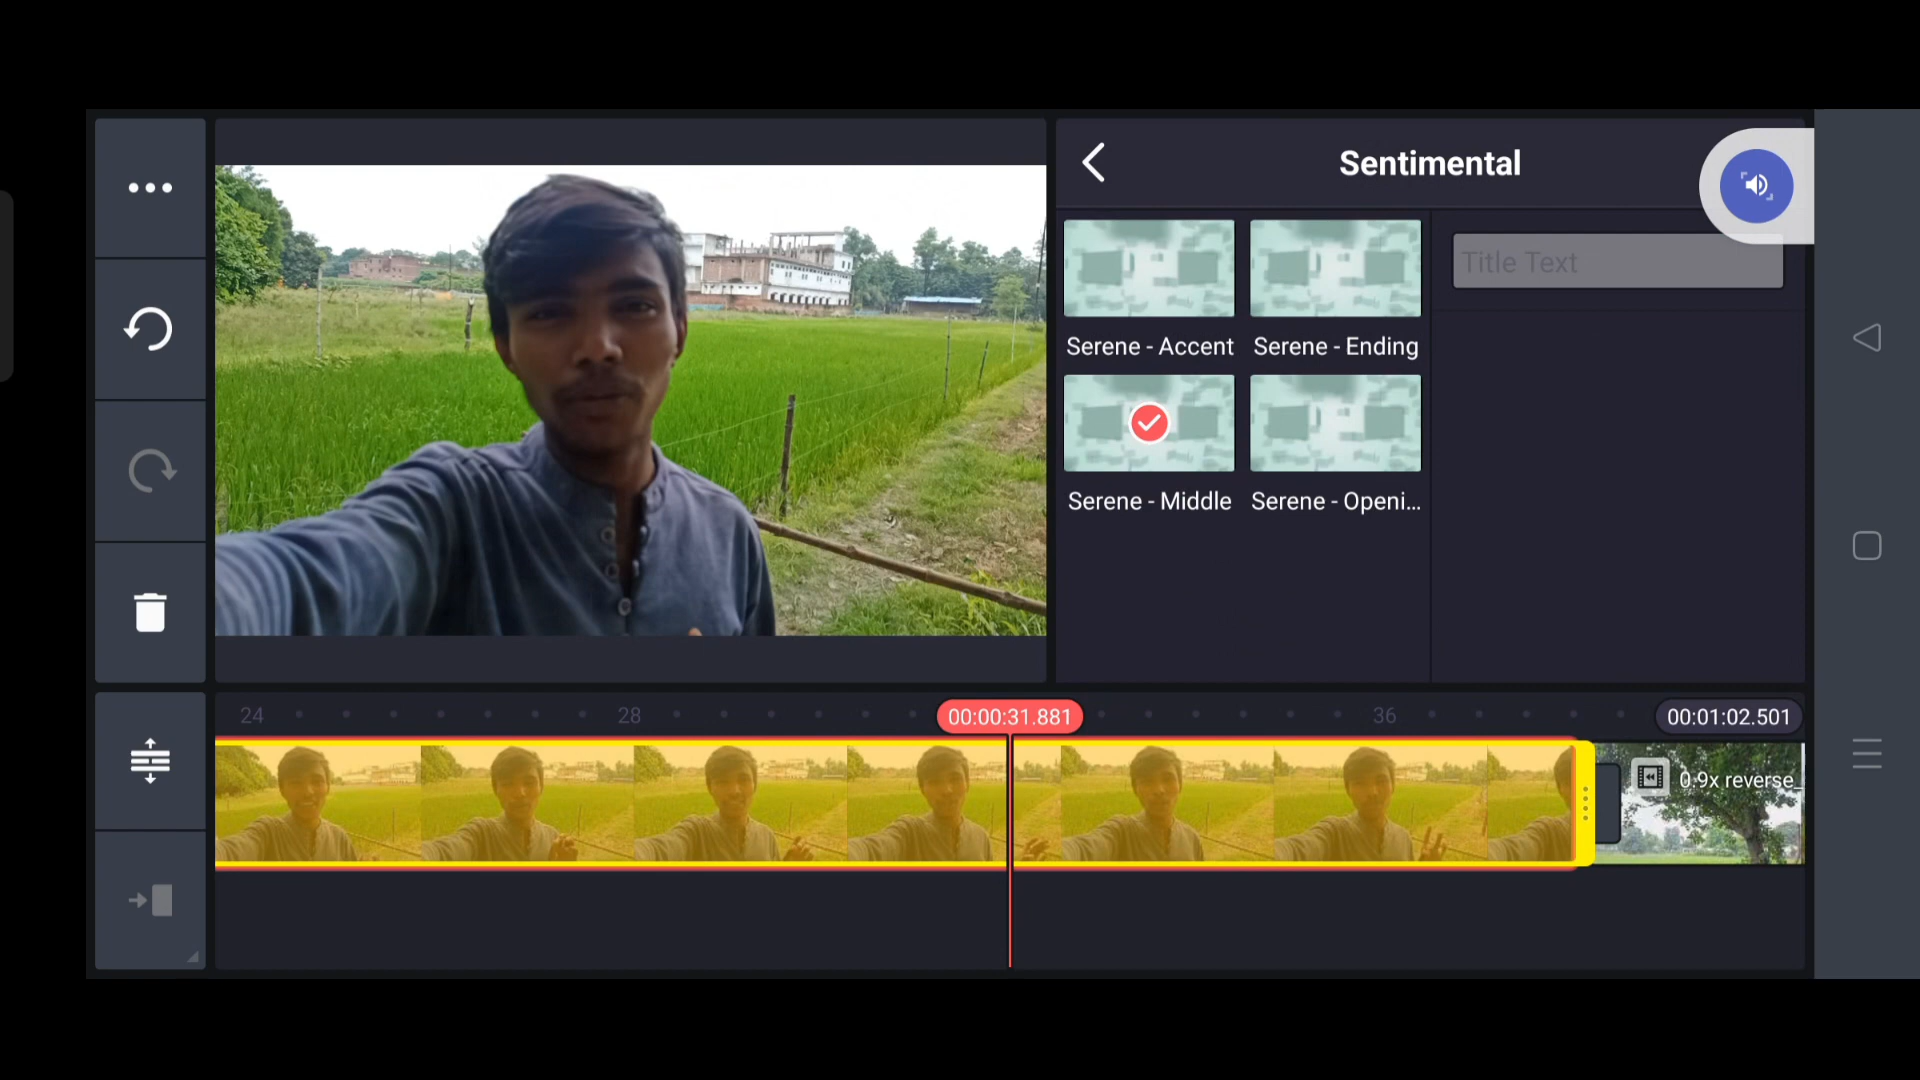 Sentimental
Title Text
Serene - Accent
Serene - Ending
Serene - Middle
Serene - Openi...
24
28
00:00:31.881
36
00:01:02.501
0.9x reverse_